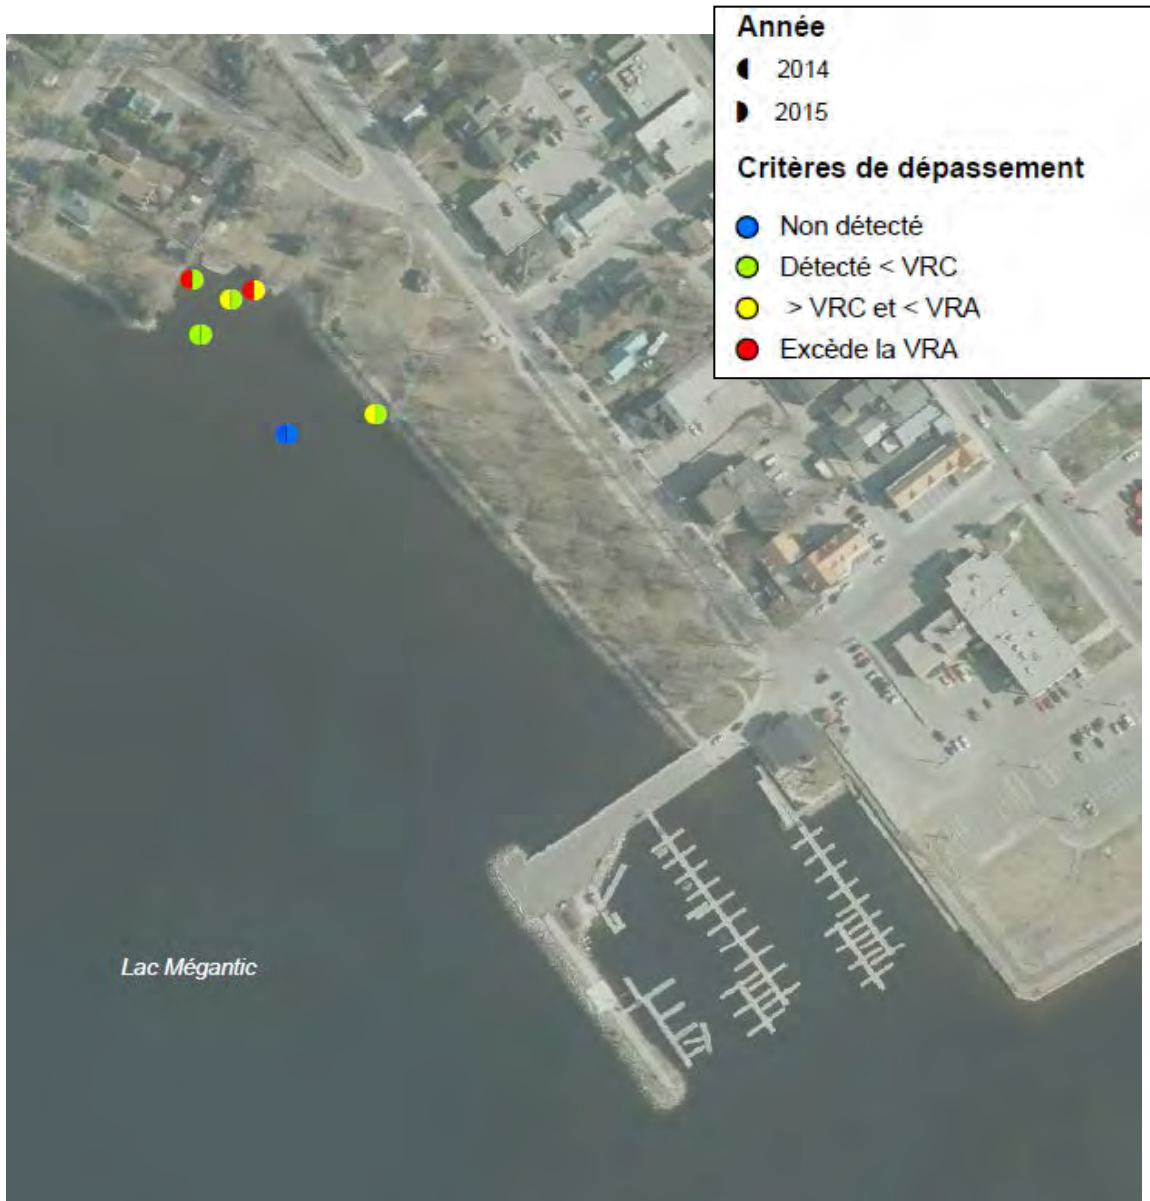 Année
2014
2015
Critères de dépassement
Non détecté
Détecté < VRC
> VRC et < VRA
Excède la VRA
Lac Mégantic